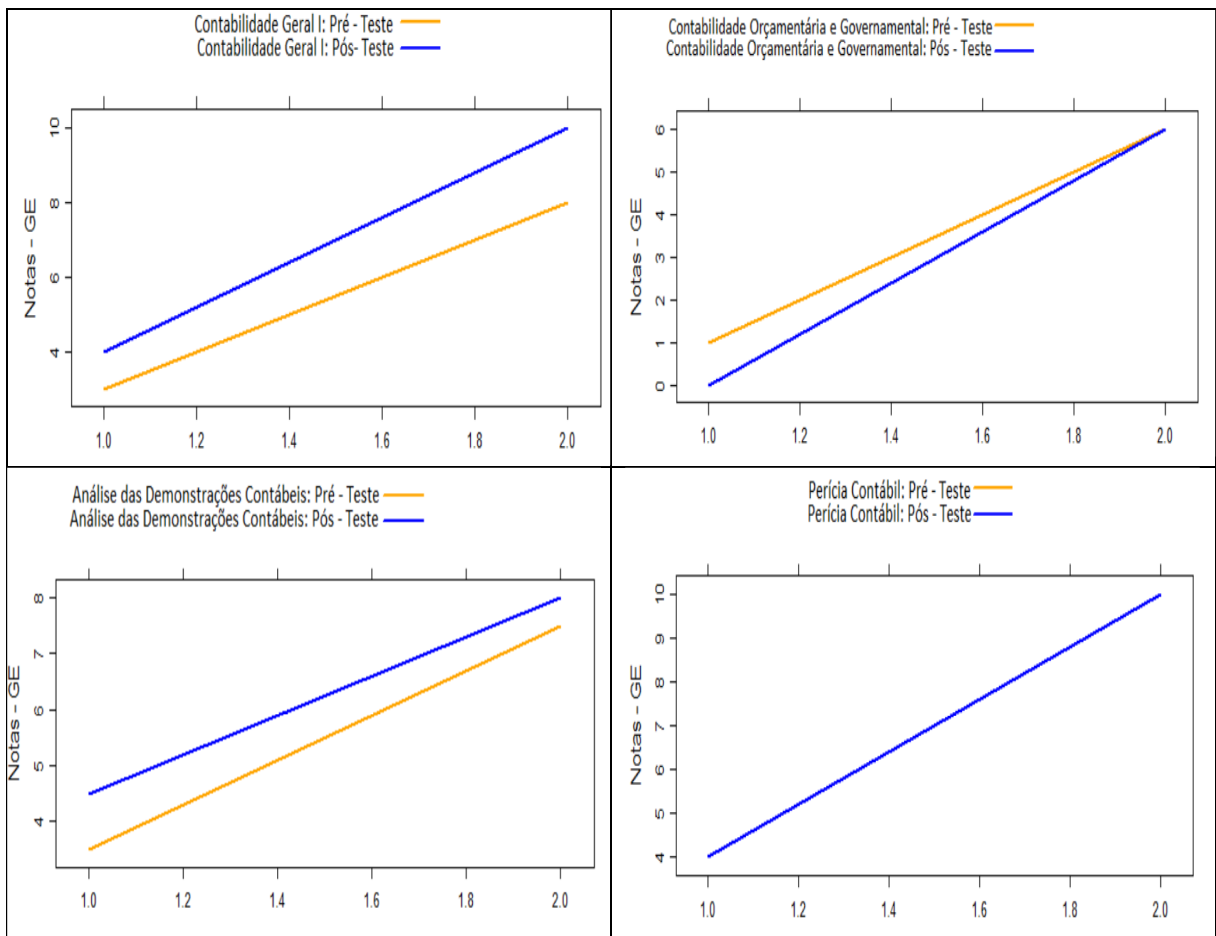 Contabilidade Geral I: Pré - Teste
Contabilidade Geral I: Pós- Teste
Notas - GE
10
8
6
4
1.0 1.2 1.4 1.6 1.8 2.0
Contabilidade Orçamentária e Governamental: Pré - Teste
Contabilidade Orçamentária e Governamental: Pós - Teste
Notas - GE
6
5
4
3
2
1
0
1.0 1.2 1.4 1.6 1.8 2.0
Análise das Demonstrações Contábeis: Pré - Teste
Análise das Demonstrações Contábeis: Pós - Teste
Notas - GE
8
7
6
5
4
1.0 1.2 1.4 1.6 1.8 2.0
Perícia Contábil: Pré - Teste
Perícia Contábil: Pós - Teste
Notas - GE
10
9
8
7
6
5
4
1.0 1.2 1.4 1.6 1.8 2.0